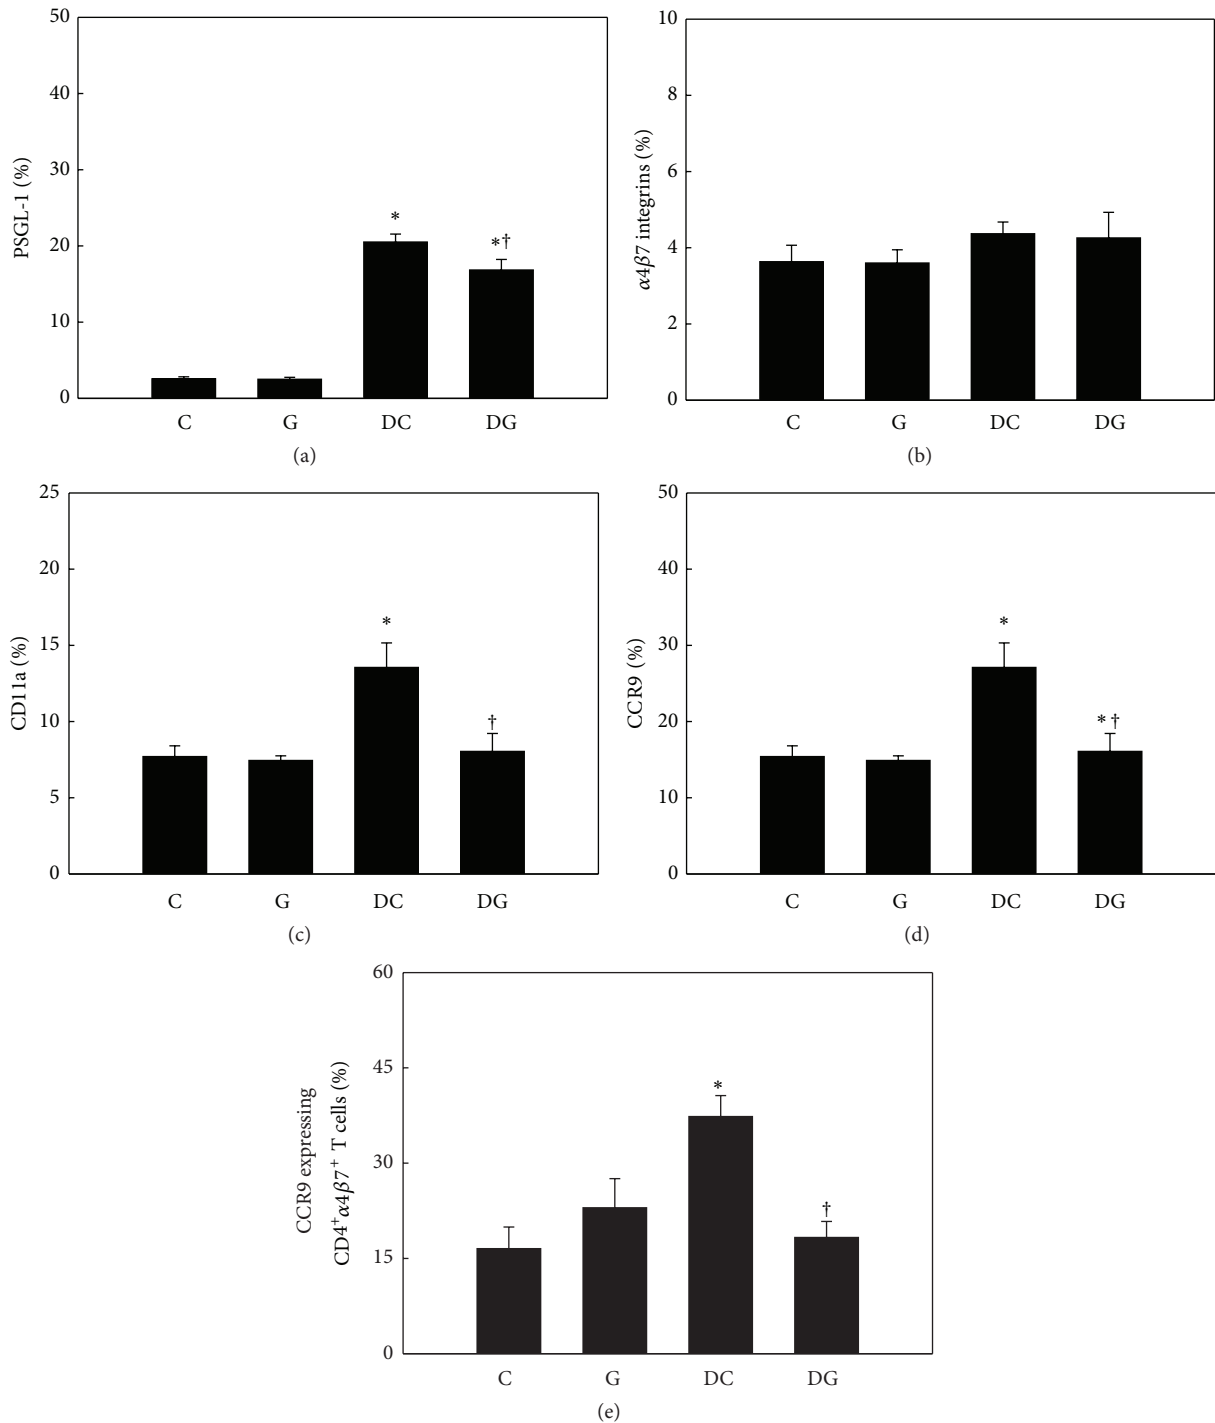 50
40
30
20
10
0
PSGL-1 (%)
*
*†
C G DC DG
(a)
10
8
6
4
2
0
α4β7 integrins (%)
C G DC DG
(b)
25
20
15
10
5
0
CD11a (%)
*
†
C G DC DG
(c)
50
40
30
20
10
0
CCR9 (%)
*
* †
C G DC DG
(d)
60
45
30
15
0
CCR9 expressing
CD4⁺α4β7⁺ T cells (%)
*
†
C G DC DG
(e)